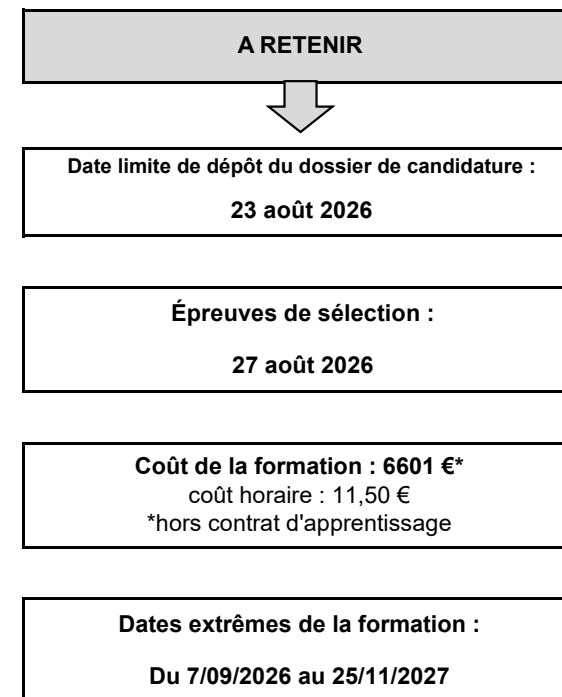 A RETENIR
Date limite de dépôt du dossier de candidature :
23 août 2026
Épreuves de sélection :
27 août 2026
Coût de la formation : 6601 €*
coût horaire : 11,50 €
*hors contrat d'apprentissage
Dates extrêmes de la formation :
Du 7/09/2026 au 25/11/2027